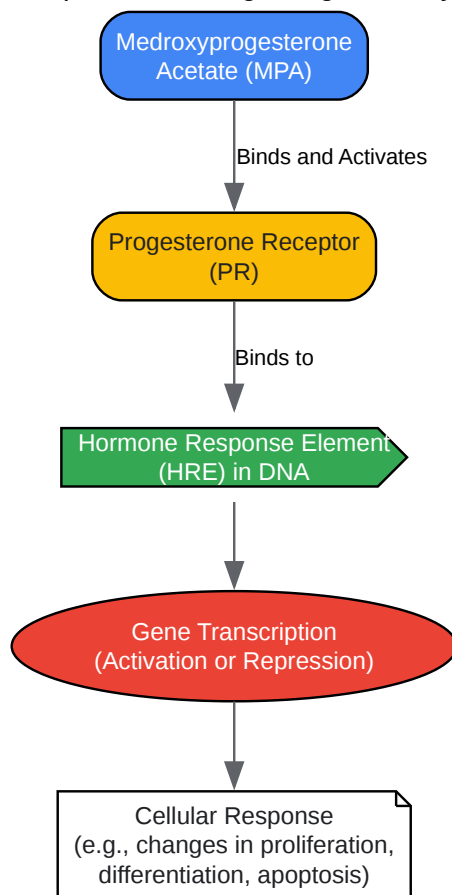 Medroxyprogesterone
Acetate (MPA)
Binds and Activates
Progesterone Receptor
(PR)
Binds to
Hormone Response Element
(HRE) in DNA
Gene Transcription
(Activation or Repression)
Cellular Response
(e.g., changes in proliferation,
differentiation, apoptosis)